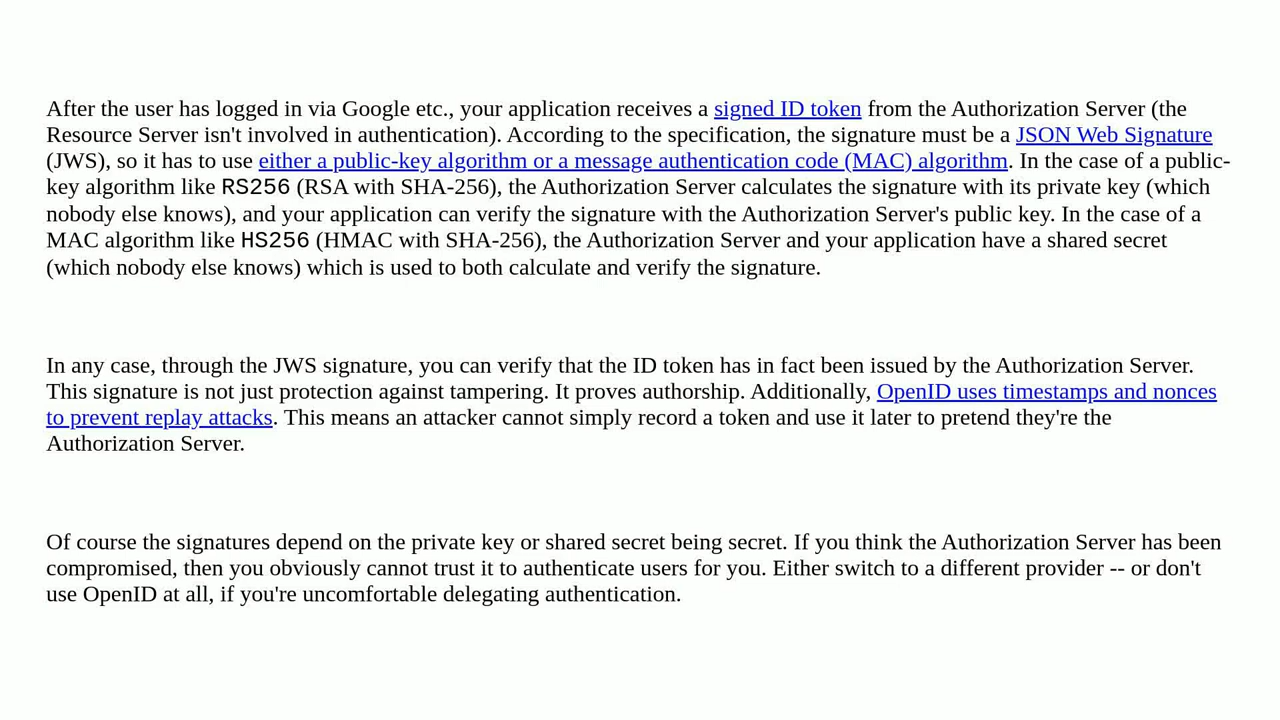 After the user has logged in via Google etc., your application receives a signed ID token from the Authorization Server (the
Resource Server isn't involved in authentication). According to the specification, the signature must be a JSON Web Signature
(JWS), so it has to use either a public-key algorithm or a message authentication code (MAC) algorithm. In the case of a public-
key algorithm like RS256 (RSA with SHA-256), the Authorization Server calculates the signature with its private key (which
nobody else knows), and your application can verify the signature with the Authorization Server's public key. In the case of a
MAC algorithm like HS256 (HMAC with SHA-256), the Authorization Server and your application have a shared secret
(which nobody else knows) which is used to both calculate and verify the signature.
In any case, through the JWS signature, you can verify that the ID token has in fact been issued by the Authorization Server.
This signature is not just protection against tampering. It proves authorship. Additionally, OpenID uses timestamps and nonces
to prevent replay attacks. This means an attacker cannot simply record a token and use it later to pretend they're the
Authorization Server.
Of course the signatures depend on the private key or shared secret being secret. If you think the Authorization Server has been
compromised, then you obviously cannot trust it to authenticate users for you. Either switch to a different provider -- or don't
use OpenID at all, if you're uncomfortable delegating authentication.